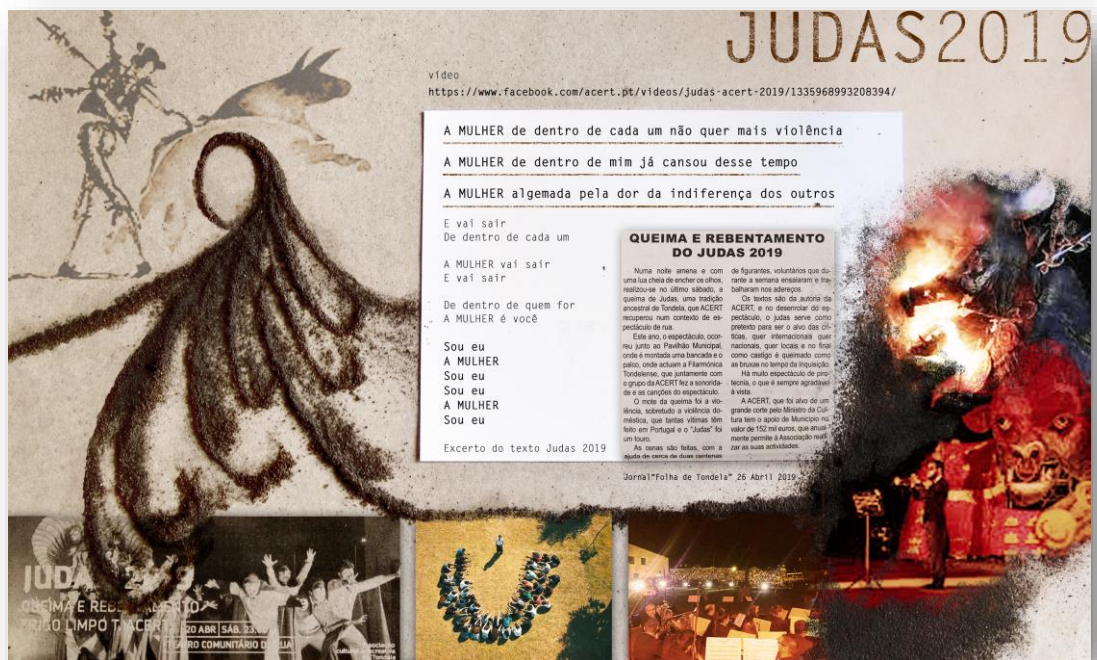 JUDAS2019
vídeo
https://www.facebook.com/acert.pt/videos/judas-acert-2019/1335968993208394/
A MULHER de dentro de cada um não quer mais violência
A MULHER de dentro de mim já cansou desse tempo
A MULHER algemada pela dor da indiferença dos outros
E vai sair
De dentro de cada um
A MULHER vai sair
E vai sair
De dentro de quem for
A MULHER é você
Sou eu
A MULHER
Sou eu
Sou eu
A MULHER
Sou eu
Excerto do texto Judas 2019
QUEIMA E REBENTAMENTO
DO JUDAS 2019
Numa noite amena e com
uma lua cheia de encher os olhos,
realizou-se no último sábado, a
queima de Judas, uma tradição
ancestral de Tondela, que ACERT
recuperou num contexto de es-
pectáculo de rua.
Este ano, o espectáculo, ocor-
reu junto ao Pavilhão Municipal,
onde é montada uma bancada e o
palco, onde actuam a Filarmónica
Tondelense, que juntamente com
o grupo da ACERT fez a sonorida-
de e as canções do espectáculo.
O mote da queima foi a vio-
lência, sobretudo a violência do-
méstica, que tantas vítimas têm
feito em Portugal e o "Judas" foi
um touro.
As cenas são feitas, com a
ajuda de cerca de duas centenas
de figurantes, voluntários que du-
rante a semana ensaiaram e tra-
balharam nos adereços.
Os textos são da autoria da
ACERT, e no desenrolar do es-
pectáculo, o judas serve como
pretexto para ser o alvo das crí-
ticas, quer internacionais quer
nacionais, quer locais e no final
como castigo é queimado como
as bruxas no tempo da Inquisição.
Há muito espectáculo de piro-
tecnia, o que é sempre agradável
à vista.
A ACERT, que foi alvo de um
grande corte pelo Ministro da Cul-
tura tem o apoio de Município no
valor de 152 mil euros, que anual-
mente permite à Associação reali-
zar as suas actividades.
Jornal"Folha de Tondela" 26 Abril 2019
JUDAS 2019
QUEIMA E REBENTAMENTO
TRIGO LIMPO T.ACERT
20 ABR SÁB. 23
TEATRO COMUNITÁRIO DE RUA